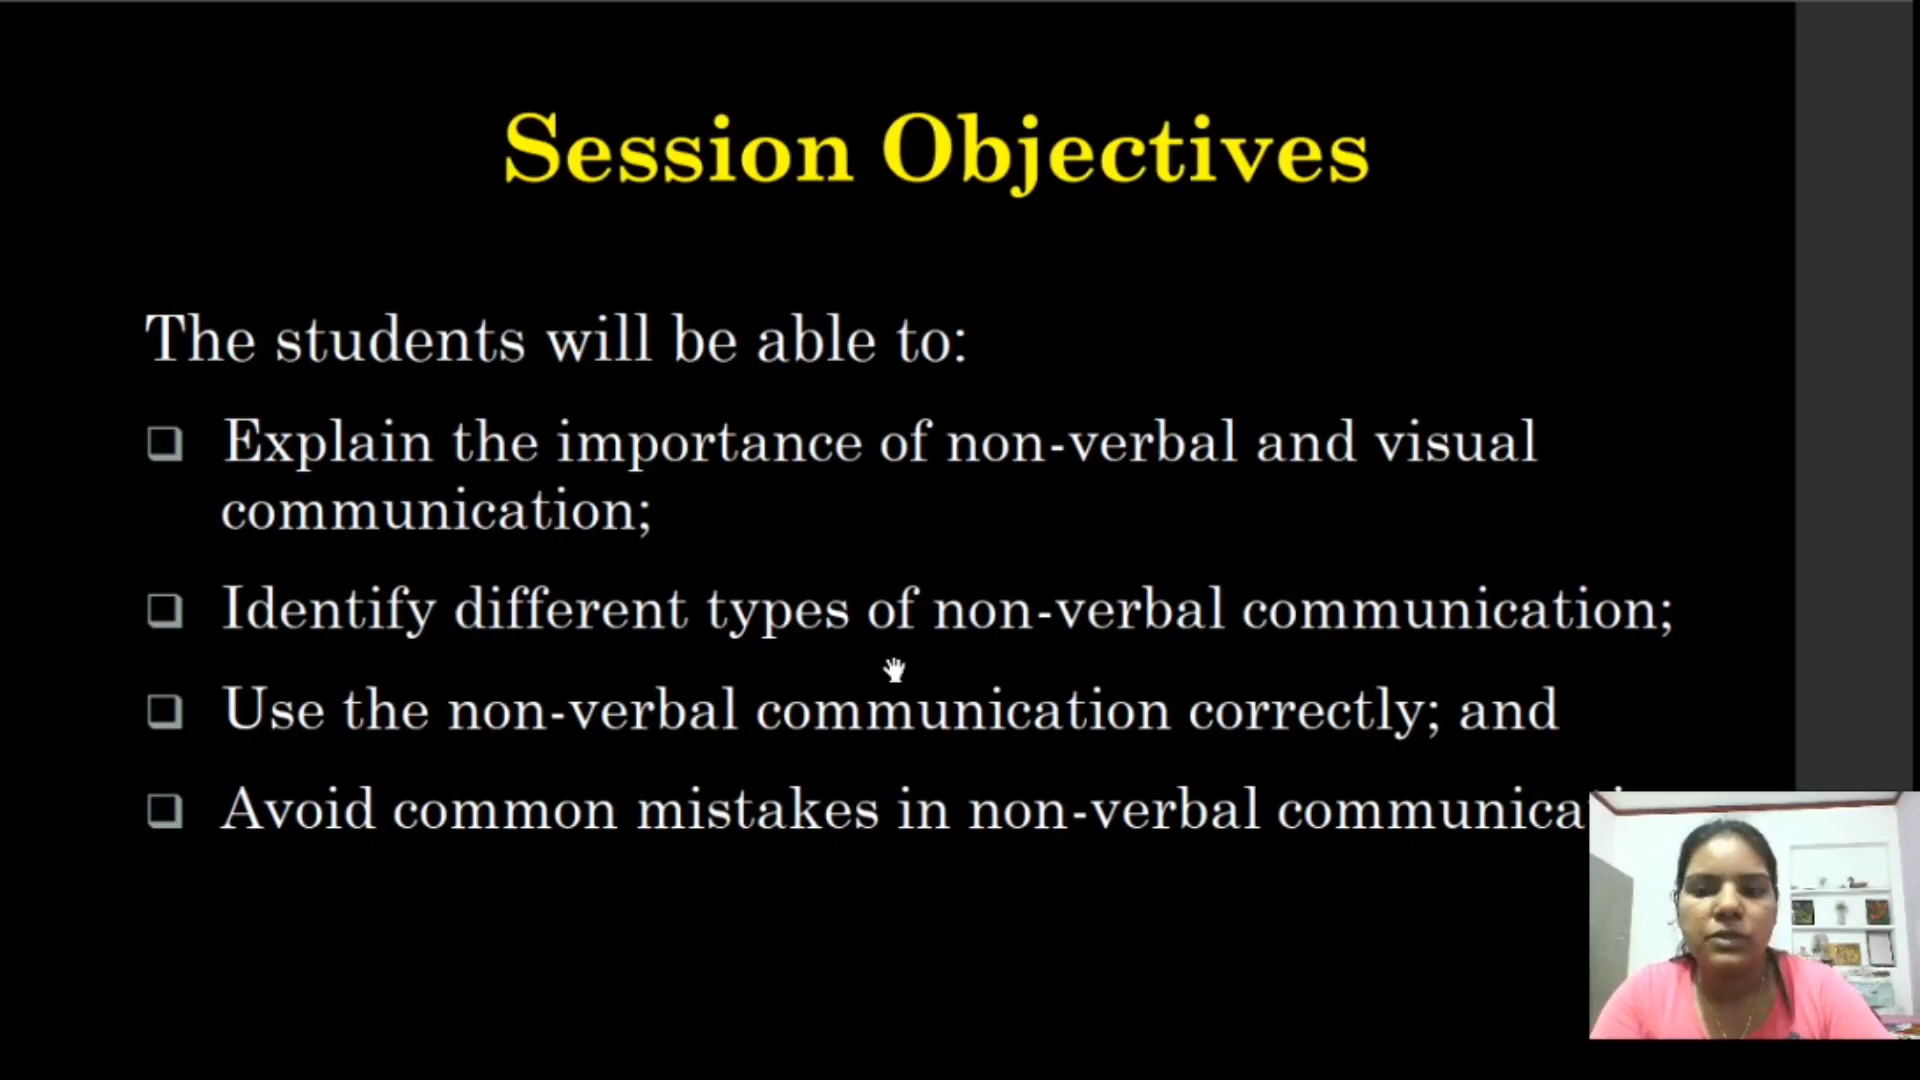 Session Objectives
The students will be able to:
Explain the importance of non-verbal and visual
communication;
Identify different types of non-verbal communication;
Use the non-verbal communication correctly; and
Avoid common mistakes in non-verbal